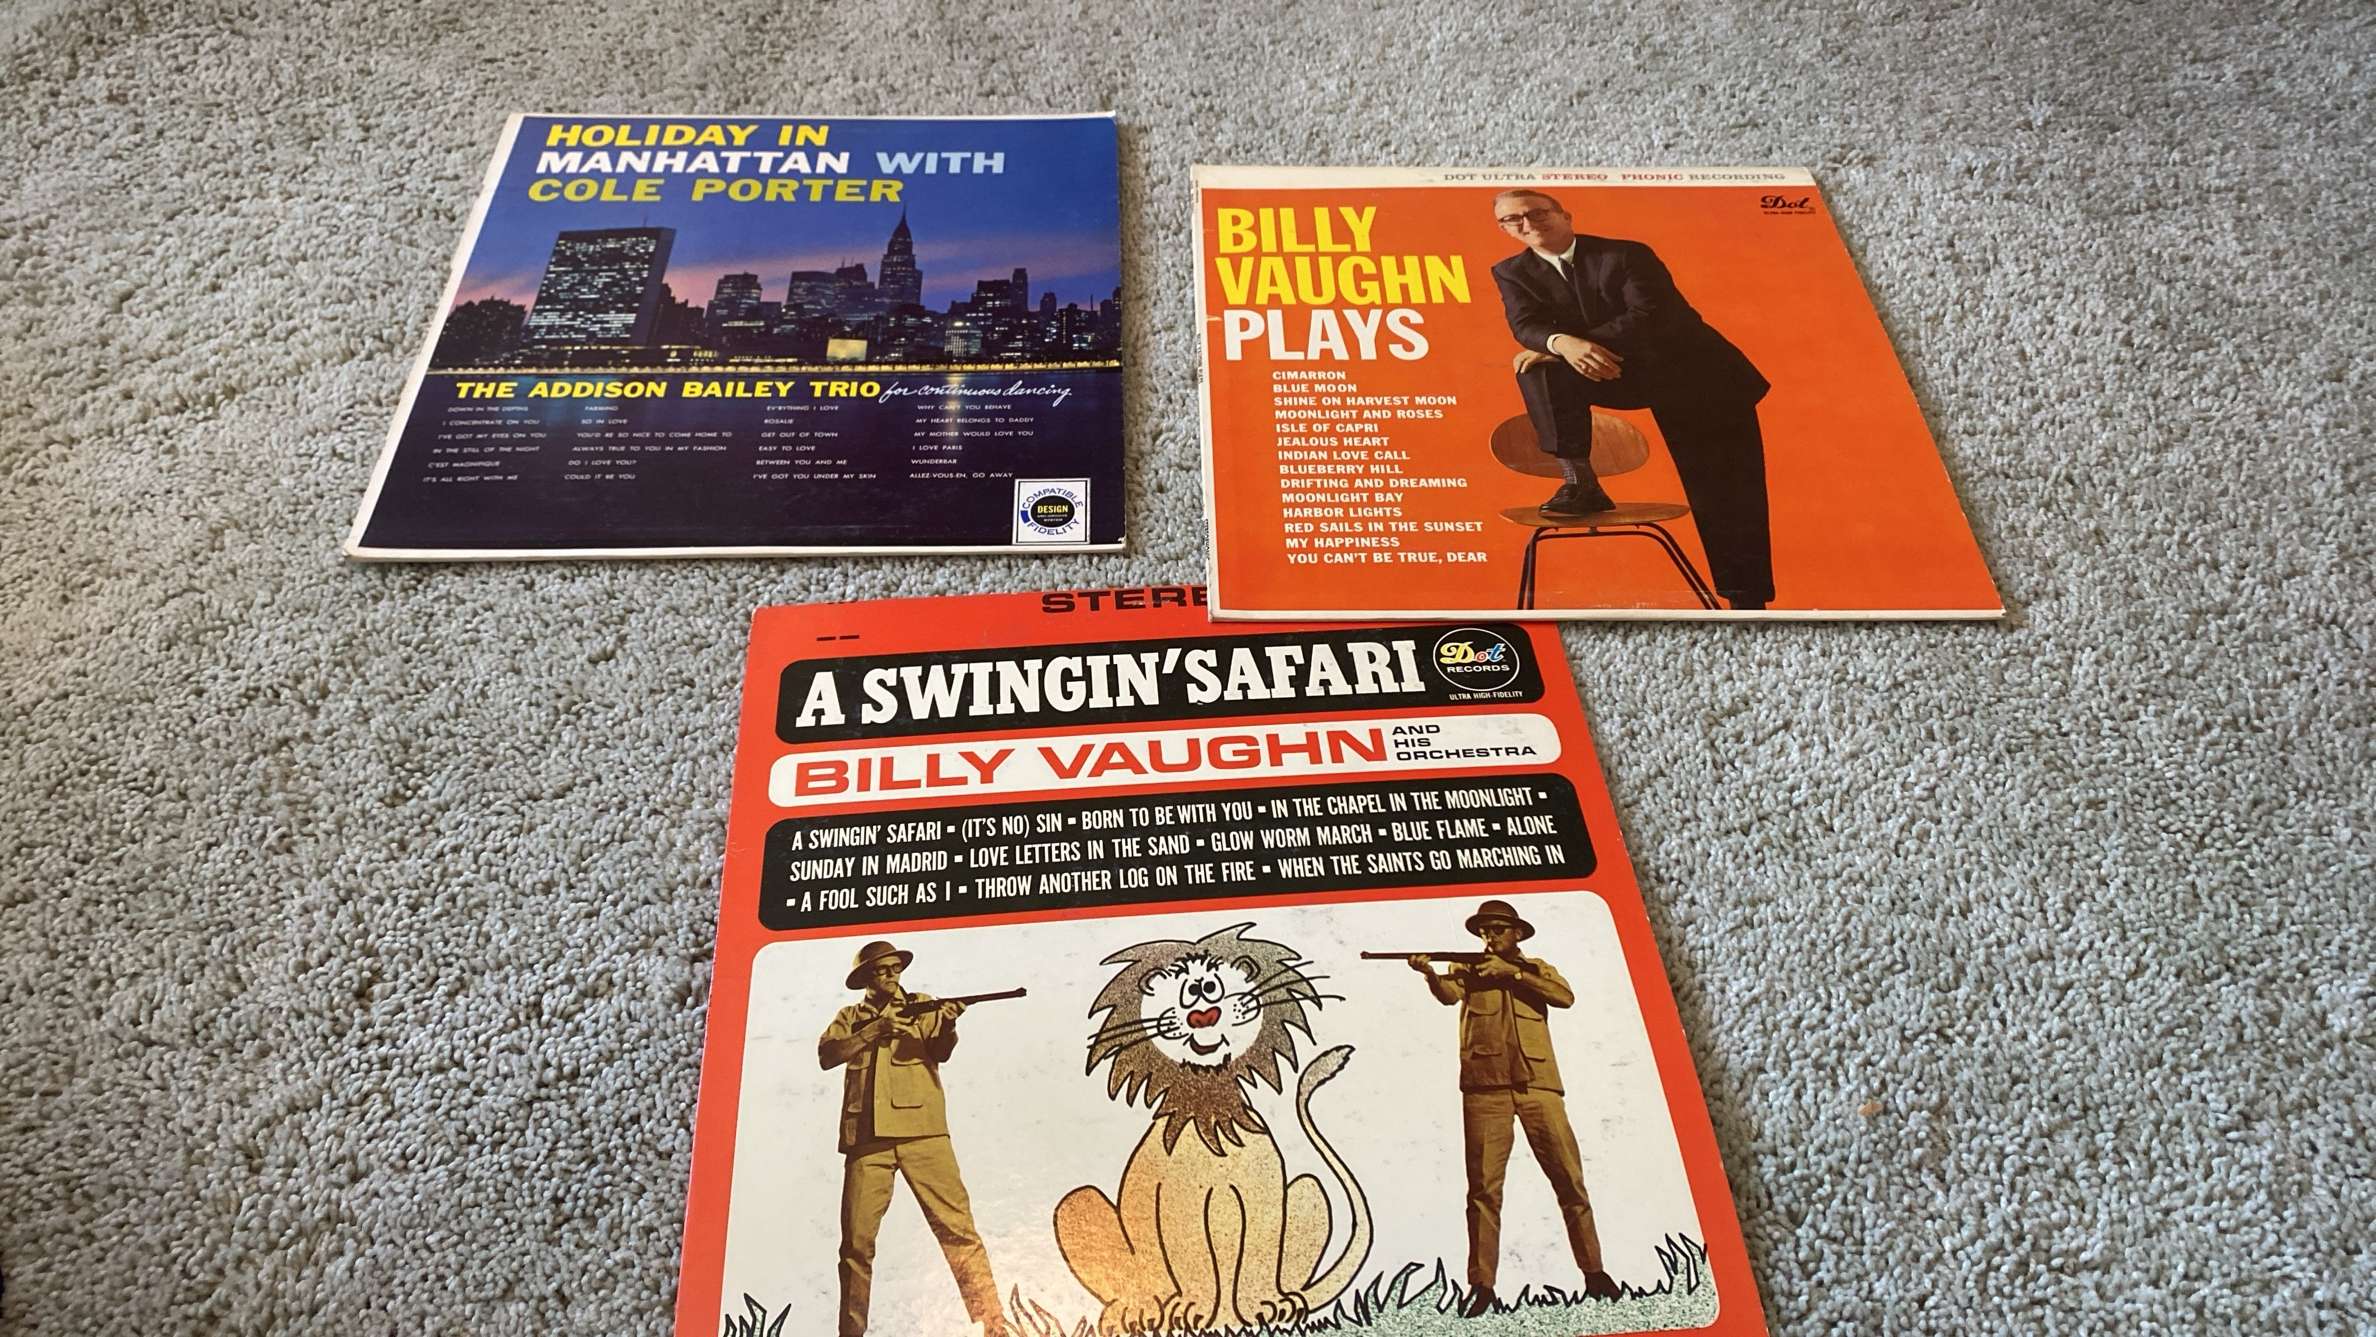 HOLIDAY IN
MANHATTAN WITH
COLE PORTER
THE ADDISON BAILEY TRIO for continuous dancing
DOWN IN THE DEPTHS
I CONCENTRATE ON YOU
I'VE GOT MY EYES ON YOU
IN THE STILL OF THE NIGHT
C'EST MAGNIFIQUE
IT'S ALL RIGHT WITH ME
FARMING
SO IN LOVE
YOU'D BE SO NICE TO COME HOME TO
ALWAYS TRUE TO YOU IN MY FASHION
DO I LOVE YOU?
COULD IT BE YOU
EV'RYTHING I LOVE
ROSALIE
GET OUT OF TOWN
EASY TO LOVE
BETWEEN YOU AND ME
I'VE GOT YOU UNDER MY SKIN
WHY CAN'T YOU BEHAVE
MY HEART BELONGS TO DADDY
MY MOTHER WOULD LOVE YOU
I LOVE PARIS
WUNDERBAR
ALLEZ-VOUS-EN, GO AWAY
COMPATIBLE
DESIGN
FIDELITY
DOT ULTRA STEREO PHONIC RECORDING
Dot
ULTRA HIGH FIDELITY
BILLY
VAUGHN
PLAYS
CIMARRON
BLUE MOON
SHINE ON HARVEST MOON
MOONLIGHT AND ROSES
ISLE OF CAPRI
JEALOUS HEART
INDIAN LOVE CALL
BLUEBERRY HILL
DRIFTING AND DREAMING
MOONLIGHT BAY
HARBOR LIGHTS
RED SAILS IN THE SUNSET
MY HAPPINESS
YOU CAN'T BE TRUE, DEAR
STERE
A SWINGIN' SAFARI
Dot
RECORDS
ULTRA HIGH-FIDELITY
BILLY VAUGHN AND HIS ORCHESTRA
A SWINGIN' SAFARI ▪ (IT'S NO) SIN ▪ BORN TO BE WITH YOU ▪ IN THE CHAPEL IN THE MOONLIGHT ▪
SUNDAY IN MADRID ▪ LOVE LETTERS IN THE SAND ▪ GLOW WORM MARCH ▪ BLUE FLAME ▪ ALONE
▪ A FOOL SUCH AS I ▪ THROW ANOTHER LOG ON THE FIRE ▪ WHEN THE SAINTS GO MARCHING IN